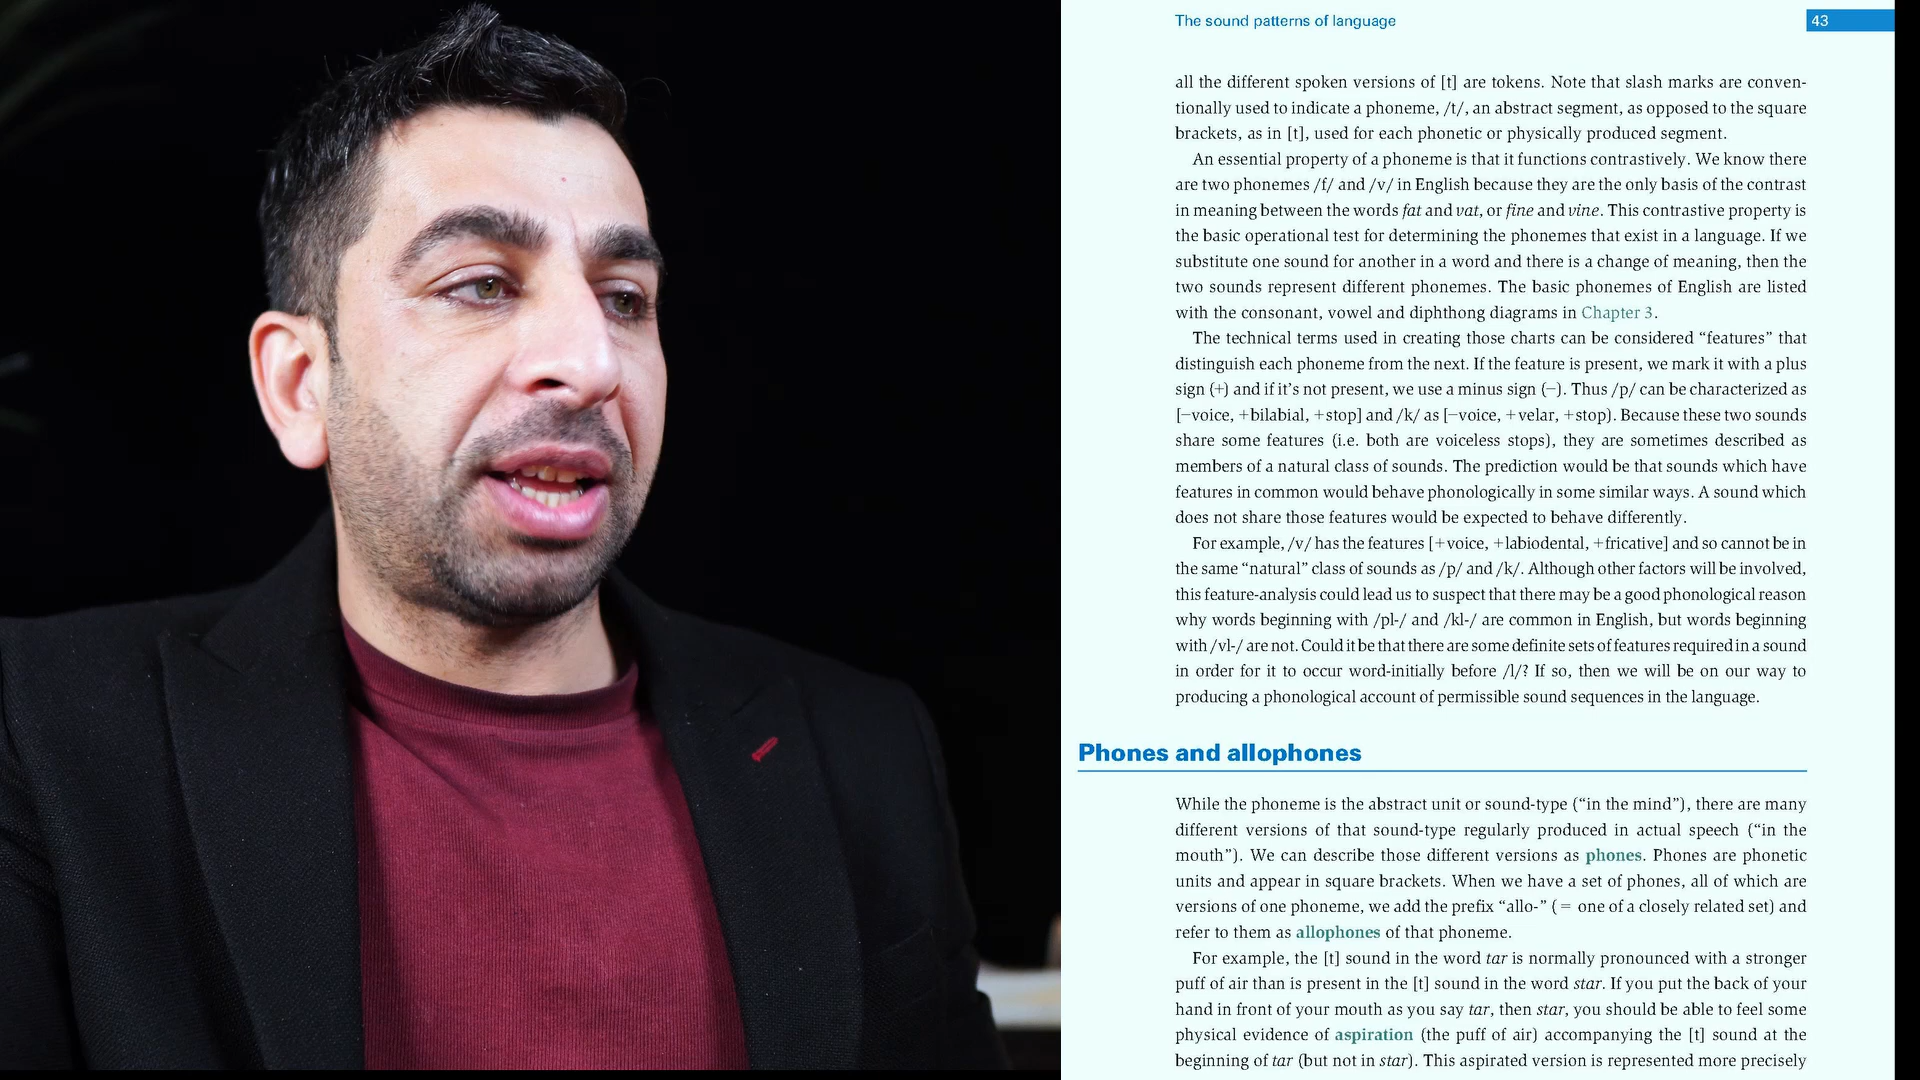 The sound patterns of language
43
all the different spoken versions of [t] are tokens. Note that slash marks are conven-
tionally used to indicate a phoneme, /t/, an abstract segment, as opposed to the square
brackets, as in [t], used for each phonetic or physically produced segment.
An essential property of a phoneme is that it functions contrastively. We know there
are two phonemes /f/ and /v/ in English because they are the only basis of the contrast
in meaning between the words fat and vat, or fine and vine. This contrastive property is
the basic operational test for determining the phonemes that exist in a language. If we
substitute one sound for another in a word and there is a change of meaning, then the
two sounds represent different phonemes. The basic phonemes of English are listed
with the consonant, vowel and diphthong diagrams in Chapter 3.
The technical terms used in creating those charts can be considered “features” that
distinguish each phoneme from the next. If the feature is present, we mark it with a plus
sign (+) and if it’s not present, we use a minus sign (−). Thus /p/ can be characterized as
[−voice, +bilabial, +stop] and /k/ as [−voice, +velar, +stop). Because these two sounds
share some features (i.e. both are voiceless stops), they are sometimes described as
members of a natural class of sounds. The prediction would be that sounds which have
features in common would behave phonologically in some similar ways. A sound which
does not share those features would be expected to behave differently.
For example, /v/ has the features [+voice, +labiodental, +fricative] and so cannot be in
the same “natural” class of sounds as /p/ and /k/. Although other factors will be involved,
this feature-analysis could lead us to suspect that there may be a good phonological reason
why words beginning with /pl-/ and /kl-/ are common in English, but words beginning
with /vl-/ are not. Could it be that there are some definite sets of features required in a sound
in order for it to occur word-initially before /l/? If so, then we will be on our way to
producing a phonological account of permissible sound sequences in the language.
Phones and allophones
While the phoneme is the abstract unit or sound-type (“in the mind”), there are many
different versions of that sound-type regularly produced in actual speech (“in the
mouth”). We can describe those different versions as phones. Phones are phonetic
units and appear in square brackets. When we have a set of phones, all of which are
versions of one phoneme, we add the prefix “allo-” (= one of a closely related set) and
refer to them as allophones of that phoneme.
For example, the [t] sound in the word tar is normally pronounced with a stronger
puff of air than is present in the [t] sound in the word star. If you put the back of your
hand in front of your mouth as you say tar, then star, you should be able to feel some
physical evidence of aspiration (the puff of air) accompanying the [t] sound at the
beginning of tar (but not in star). This aspirated version is represented more precisely